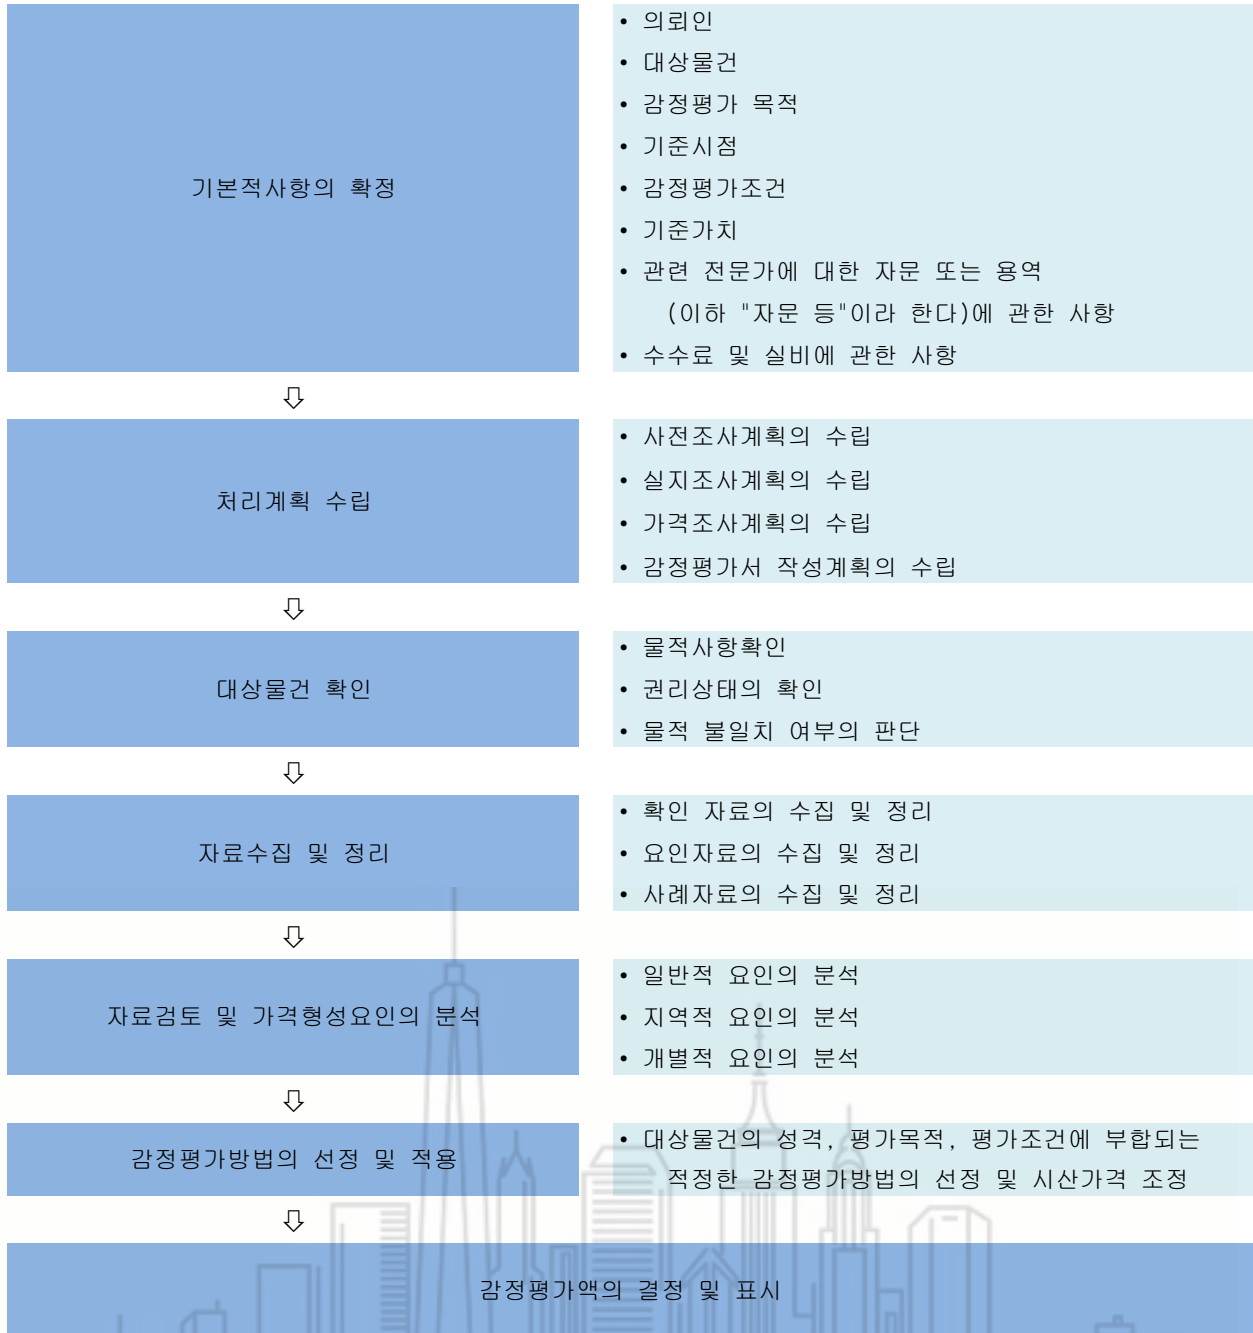 기본적사항의 확정
• 의뢰인
• 대상물건
• 감정평가 목적
• 기준시점
• 감정평가조건
• 기준가치
• 관련 전문가에 대한 자문 또는 용역
(이하 "자문 등"이라 한다)에 관한 사항
• 수수료 및 실비에 관한 사항
⇩
처리계획 수립
• 사전조사계획의 수립
• 실지조사계획의 수립
• 가격조사계획의 수립
• 감정평가서 작성계획의 수립
⇩
대상물건 확인
• 물적사항확인
• 권리상태의 확인
• 물적 불일치 여부의 판단
⇩
자료수집 및 정리
• 확인 자료의 수집 및 정리
• 요인자료의 수집 및 정리
• 사례자료의 수집 및 정리
⇩
자료검토 및 가격형성요인의 분석
• 일반적 요인의 분석
• 지역적 요인의 분석
• 개별적 요인의 분석
⇩
감정평가방법의 선정 및 적용
• 대상물건의 성격, 평가목적, 평가조건에 부합되는
적정한 감정평가방법의 선정 및 시산가격 조정
⇩
감정평가액의 결정 및 표시